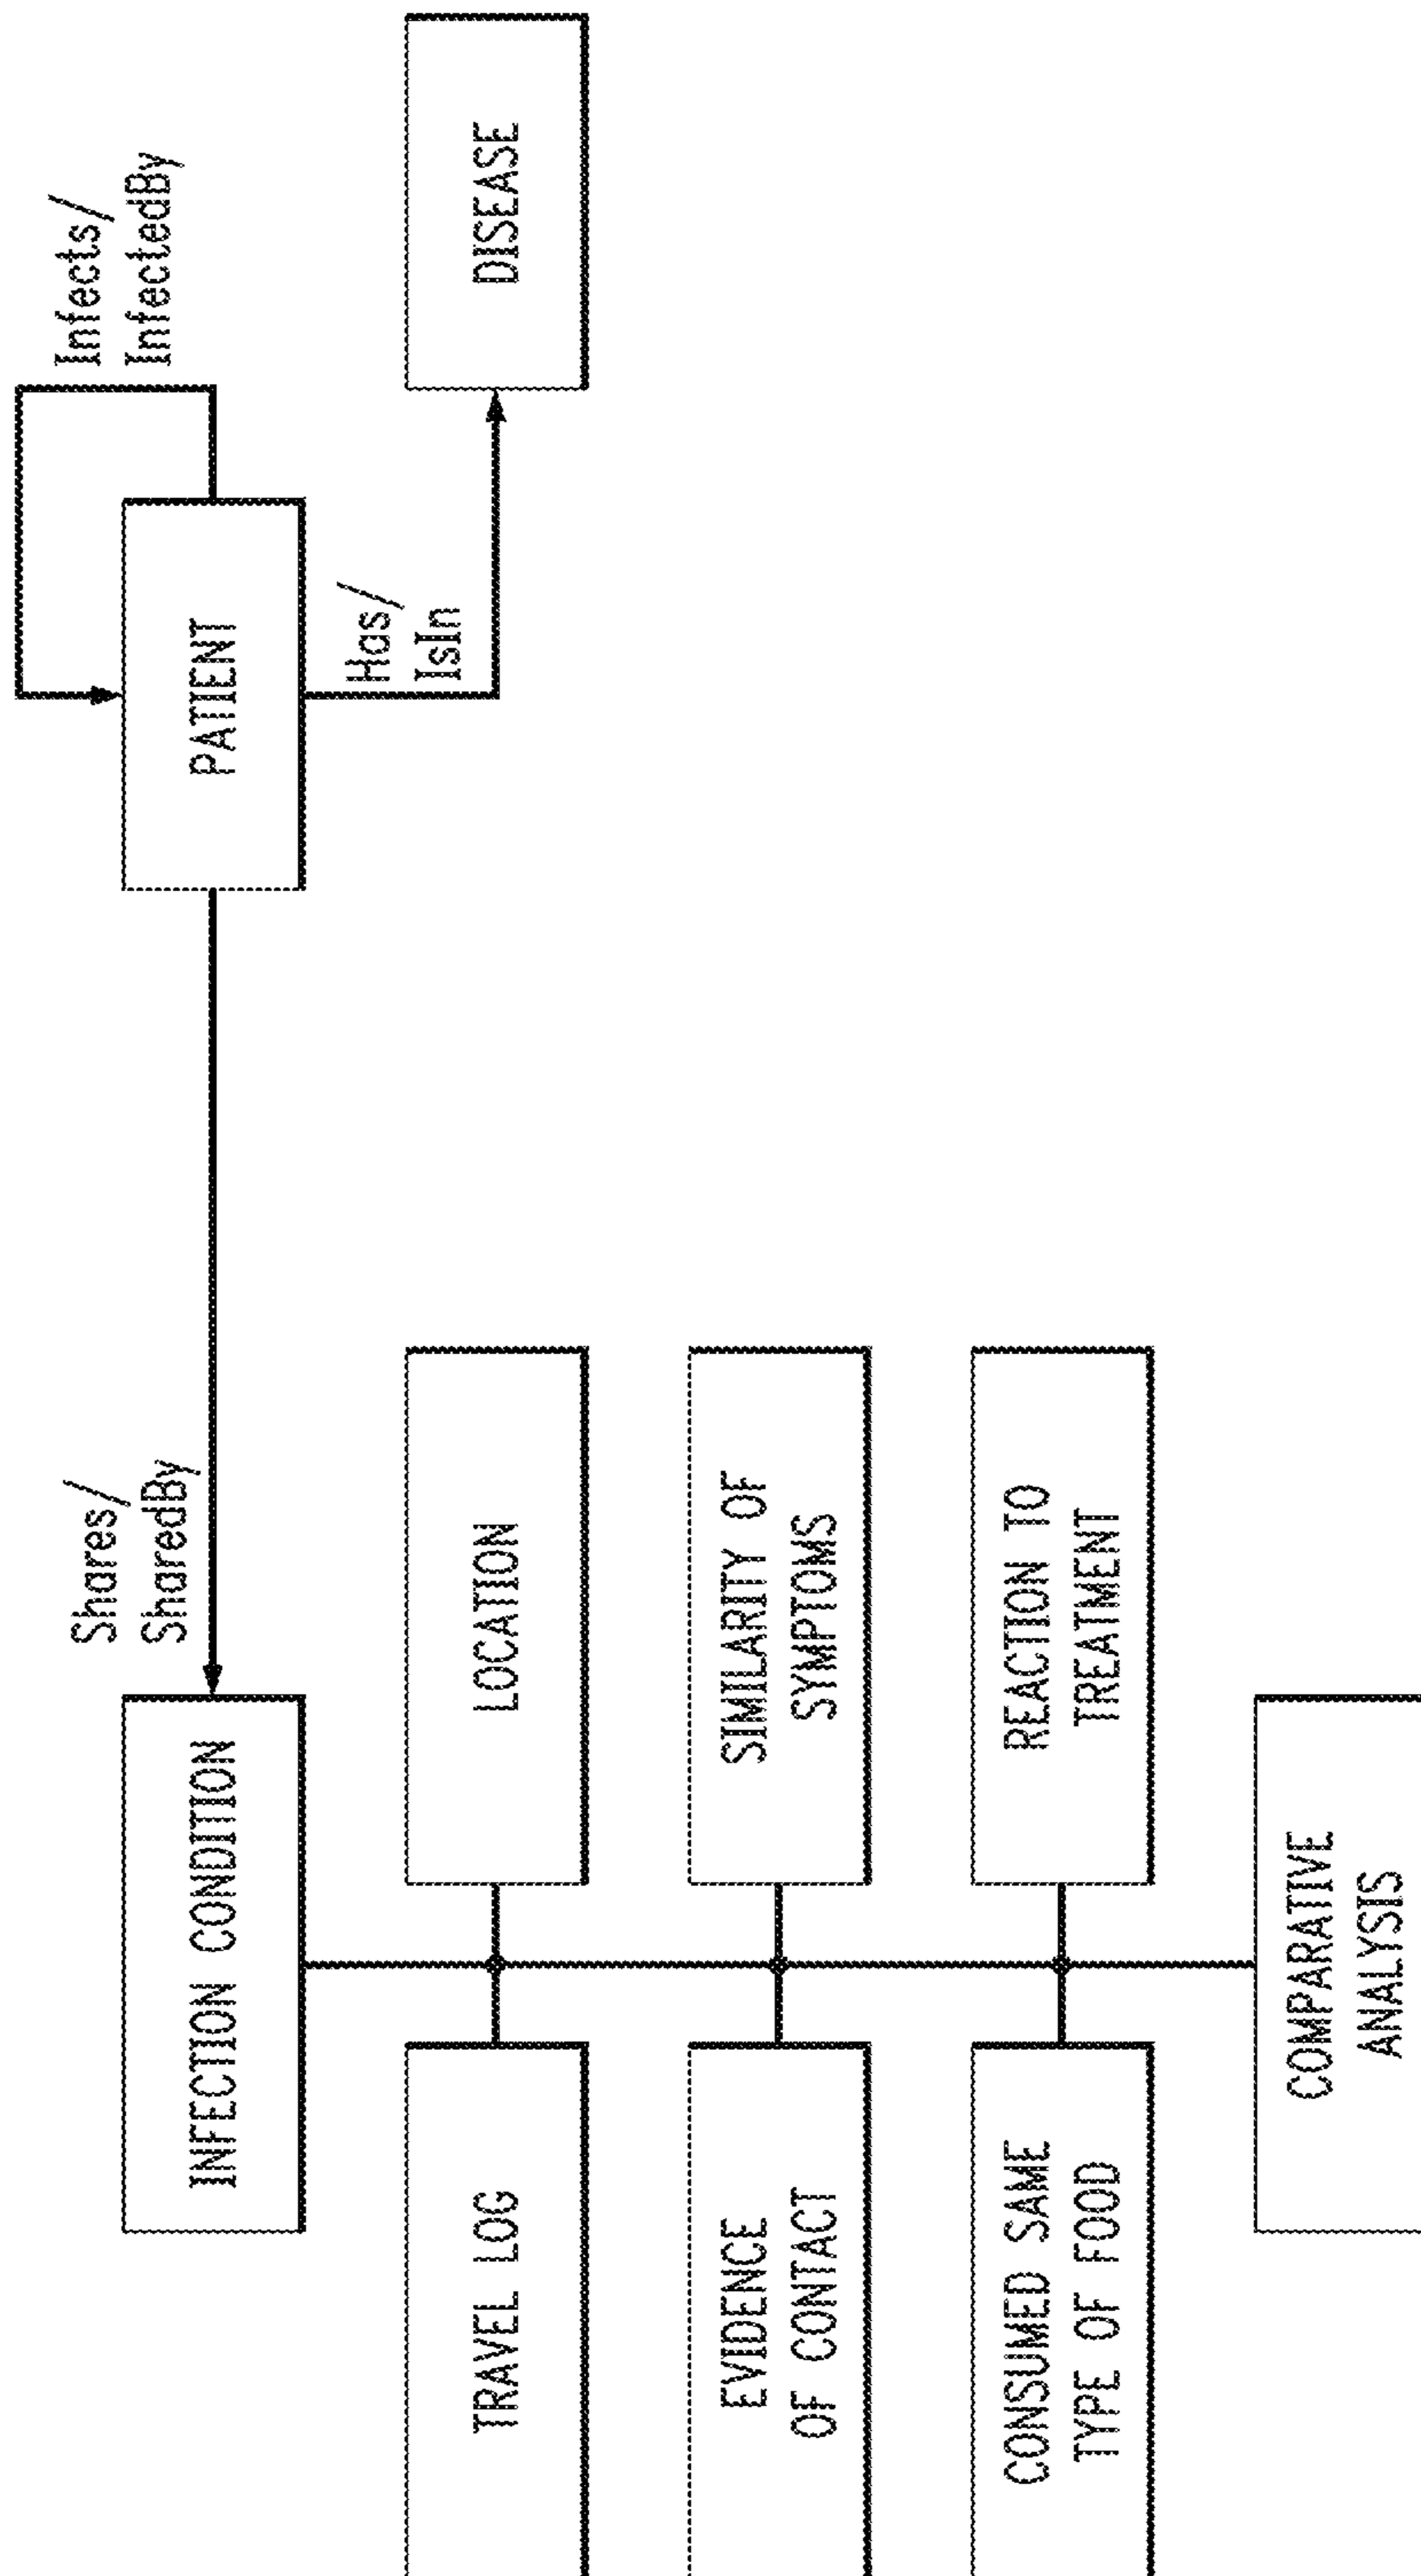 Infects/
InfectedBy
Shares/
SharedBy
INFECTION CONDITION
PATIENT
Has/
IsIn
TRAVEL LOG
LOCATION
DISEASE
EVIDENCE
OF CONTACT
SIMILARITY OF
SYMPTOMS
CONSUMED SAME
TYPE OF FOOD
REACTION TO
TREATMENT
COMPARATIVE
ANALYSIS